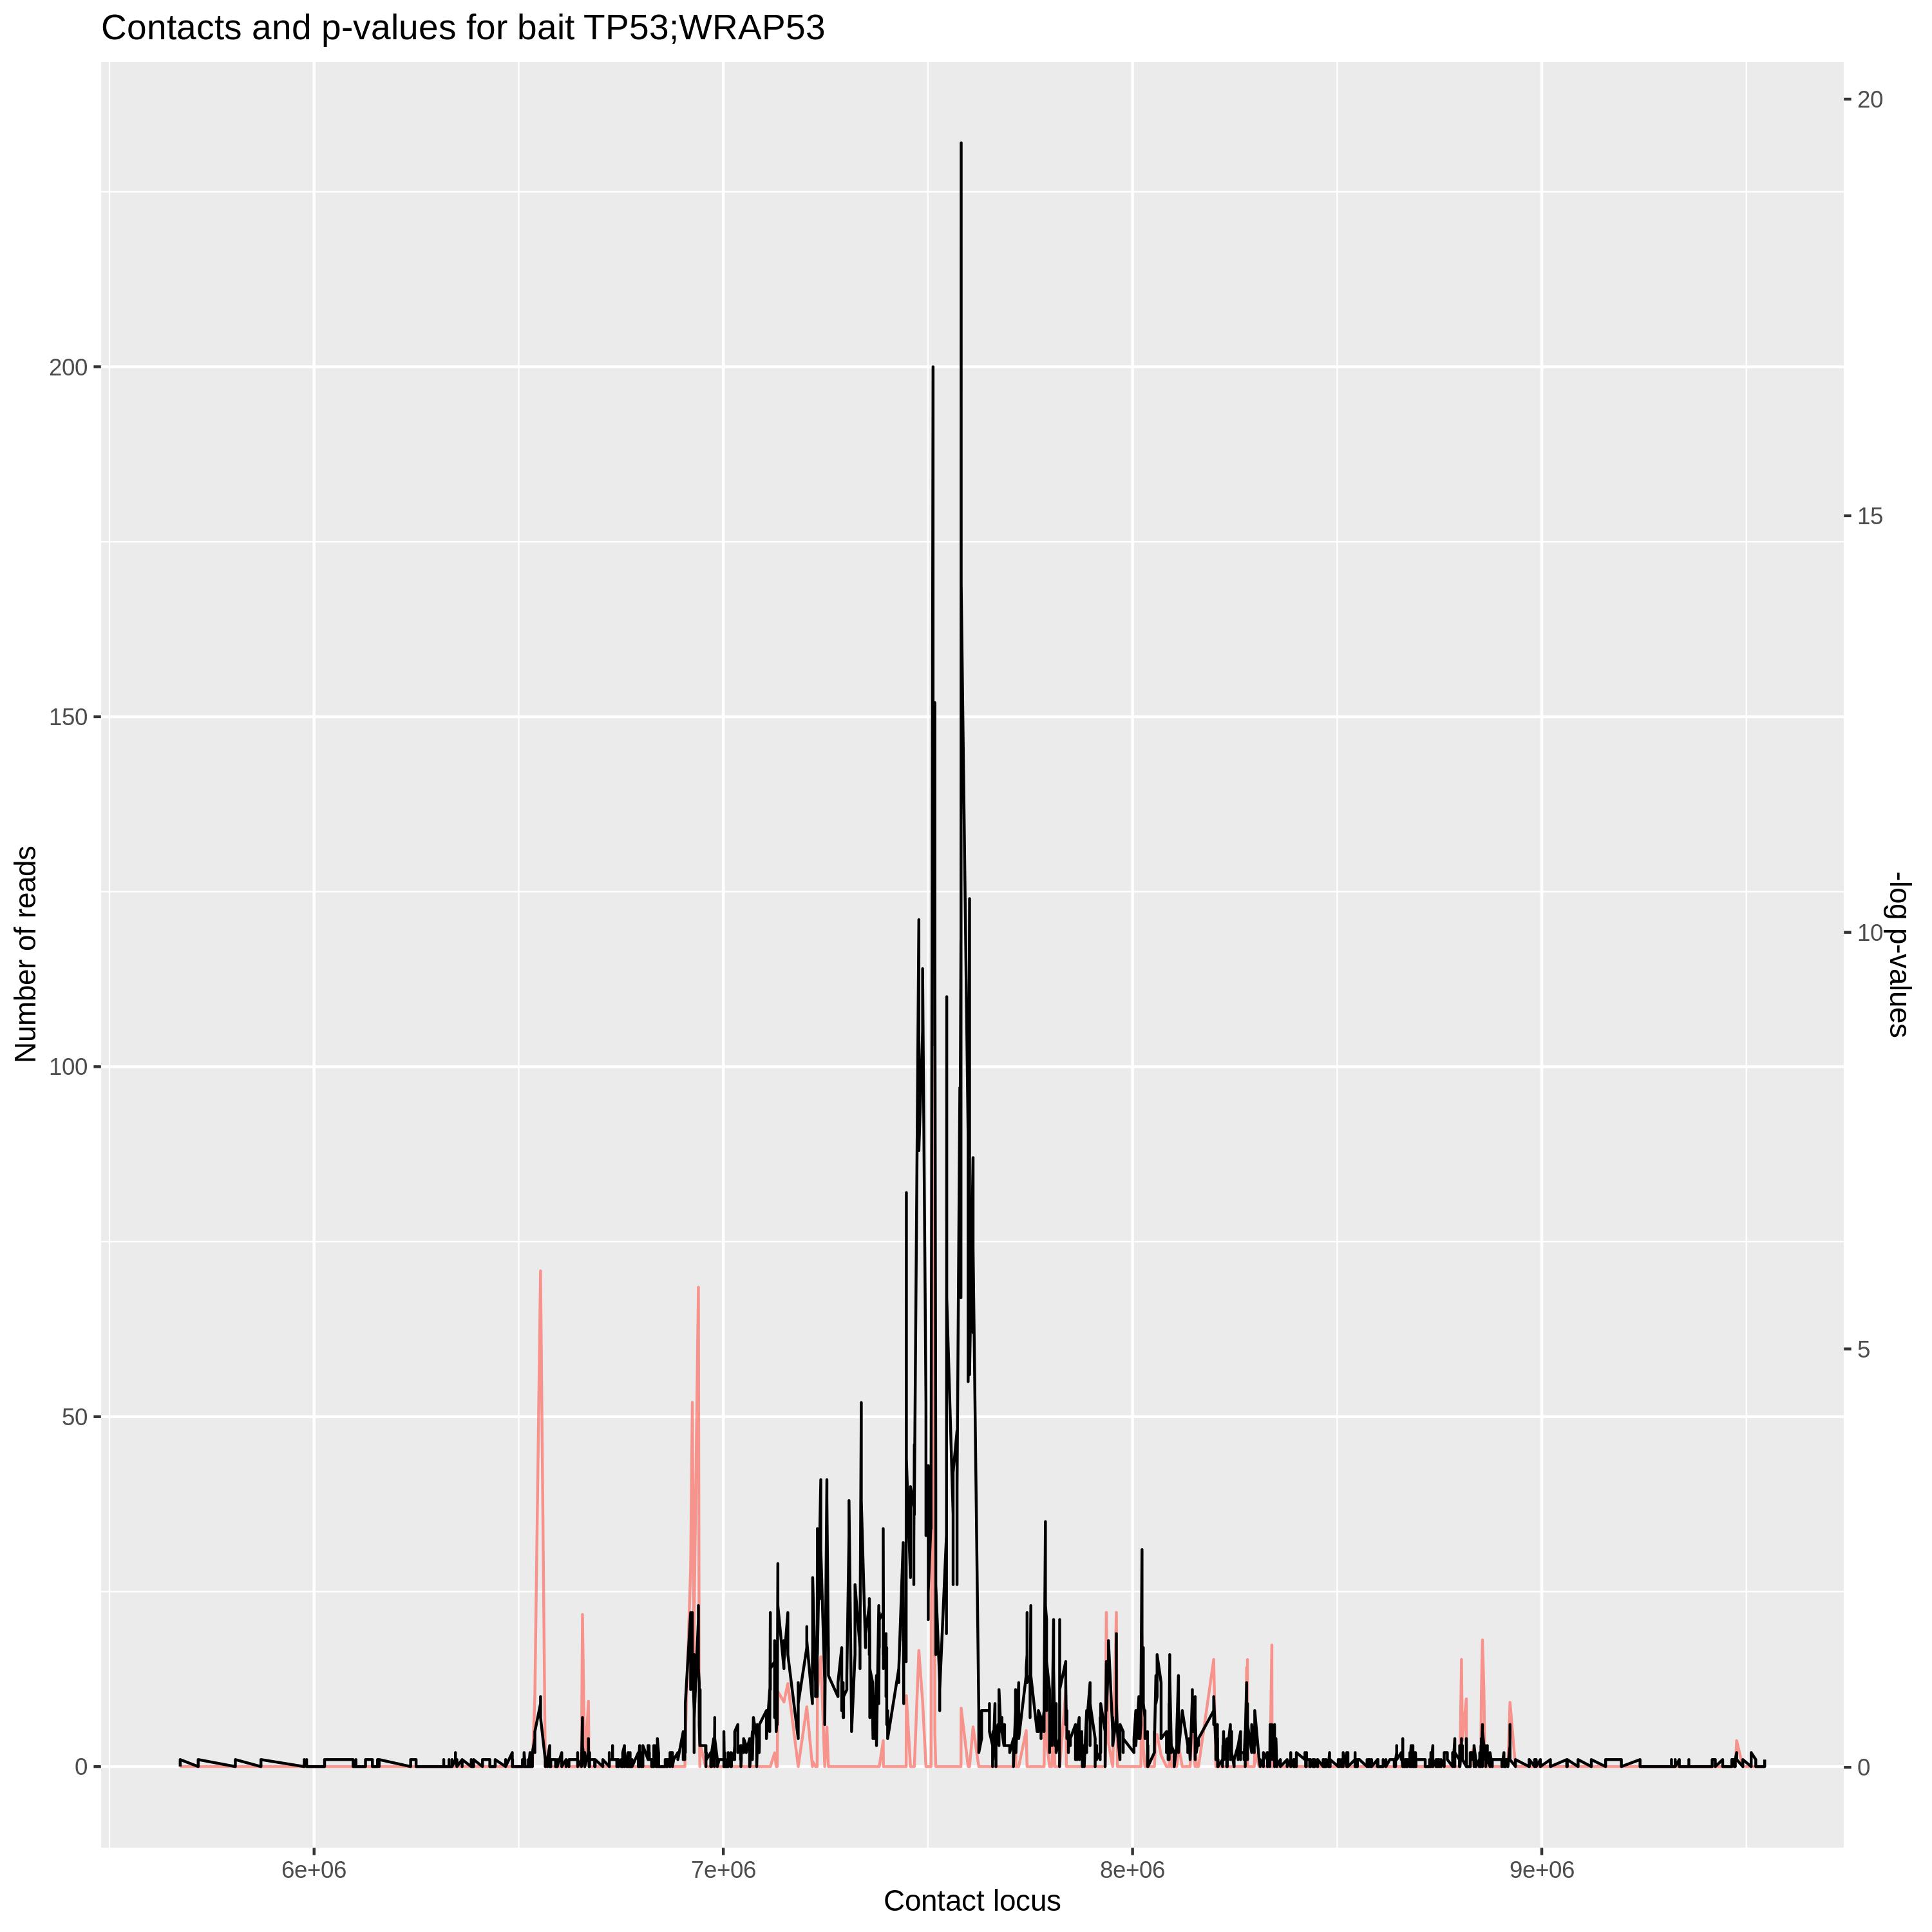 Contacts and p-values for bait TP53;WRAP53
20
200
15
150
Number of reads
-log p-values
10
100
5
50
0
0
6e+06
7e+06
8e+06
9e+06
Contact locus